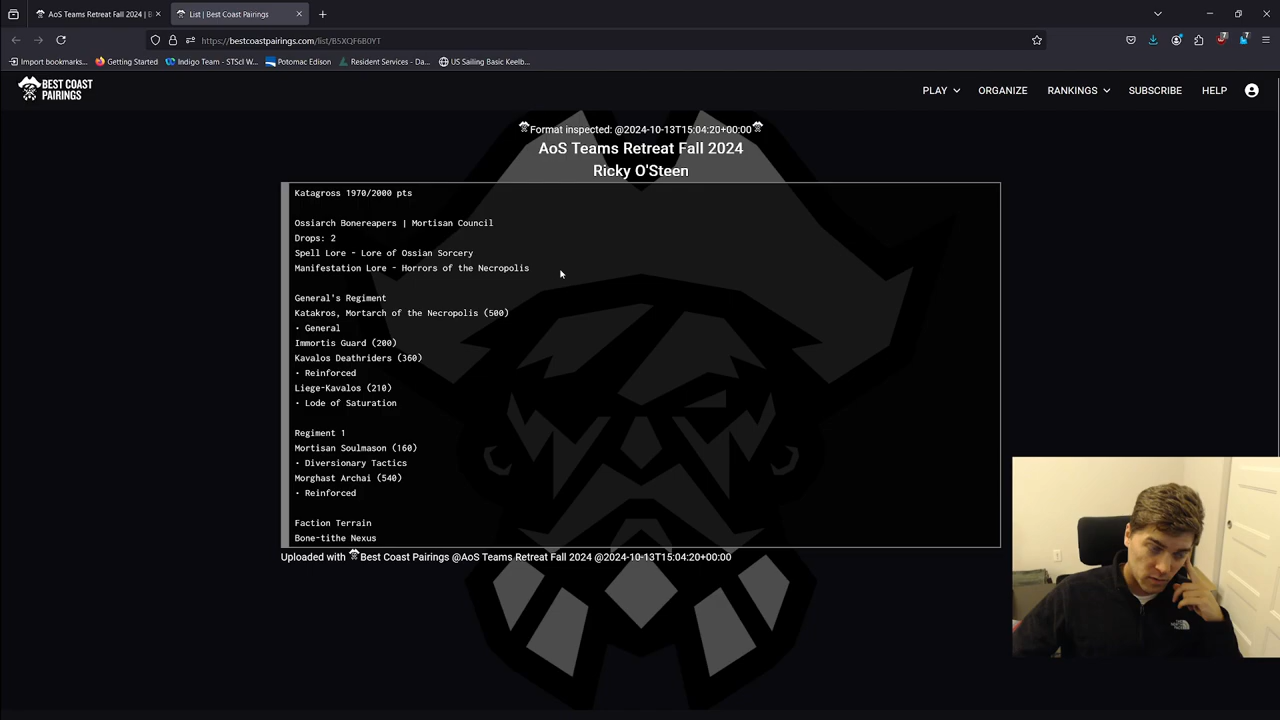 AoS Teams Retreat Fall 2024 | B
List | Best Coast Pairings
https://bestcoastpairings.com/list/B5XQF6B0YT
Import bookmarks...
Getting Started
Indigo Team - STScI W...
Potomac Edison
Resident Services - Da...
US Sailing Basic Keelb...
BEST COAST
PAIRINGS
PLAY
ORGANIZE
RANKINGS
SUBSCRIBE
HELP
Format inspected: @2024-10-13T15:04:20+00:00
AoS Teams Retreat Fall 2024
Ricky O'Steen
Katagross 1970/2000 pts
Ossiarch Bonereapers | Mortisan Council
Drops: 2
Spell Lore - Lore of Ossian Sorcery
Manifestation Lore - Horrors of the Necropolis
General's Regiment
Katakros, Mortarch of the Necropolis (500)
• General
Immortis Guard (200)
Kavalos Deathriders (360)
• Reinforced
Liege-Kavalos (210)
• Lode of Saturation
Regiment 1
Mortisan Soulmason (160)
• Diversionary Tactics
Morghast Archai (540)
• Reinforced
Faction Terrain
Bone-tithe Nexus
Uploaded with Best Coast Pairings @AoS Teams Retreat Fall 2024 @2024-10-13T15:04:20+00:00